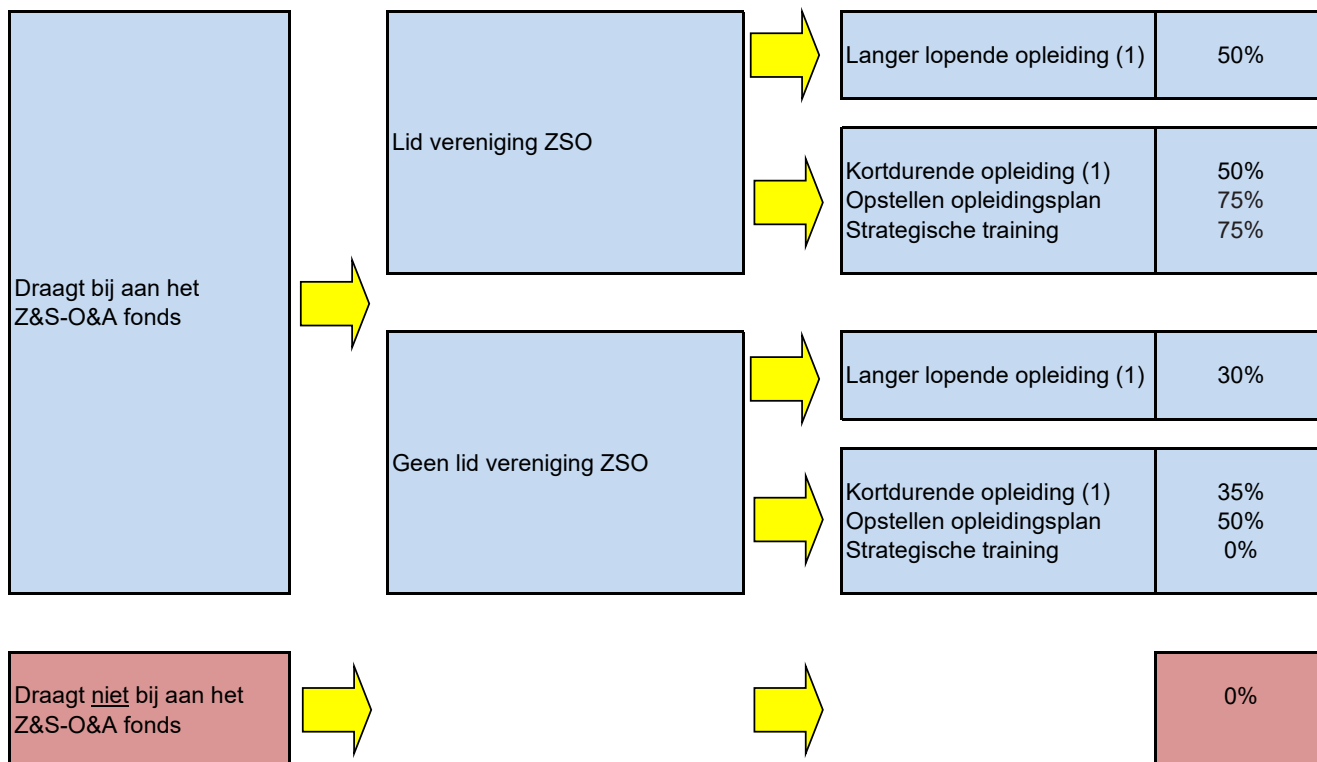 Langer lopende opleiding (1) 50%
Lid vereniging ZSO
Kortdurende opleiding (1) 50%
Opstellen opleidingsplan 75%
Strategische training 75%
Draagt bij aan het
Z&S-O&A fonds
Langer lopende opleiding (1) 30%
Geen lid vereniging ZSO
Kortdurende opleiding (1) 35%
Opstellen opleidingsplan 50%
Strategische training 0%
Draagt niet bij aan het 0%
Z&S-O&A fonds